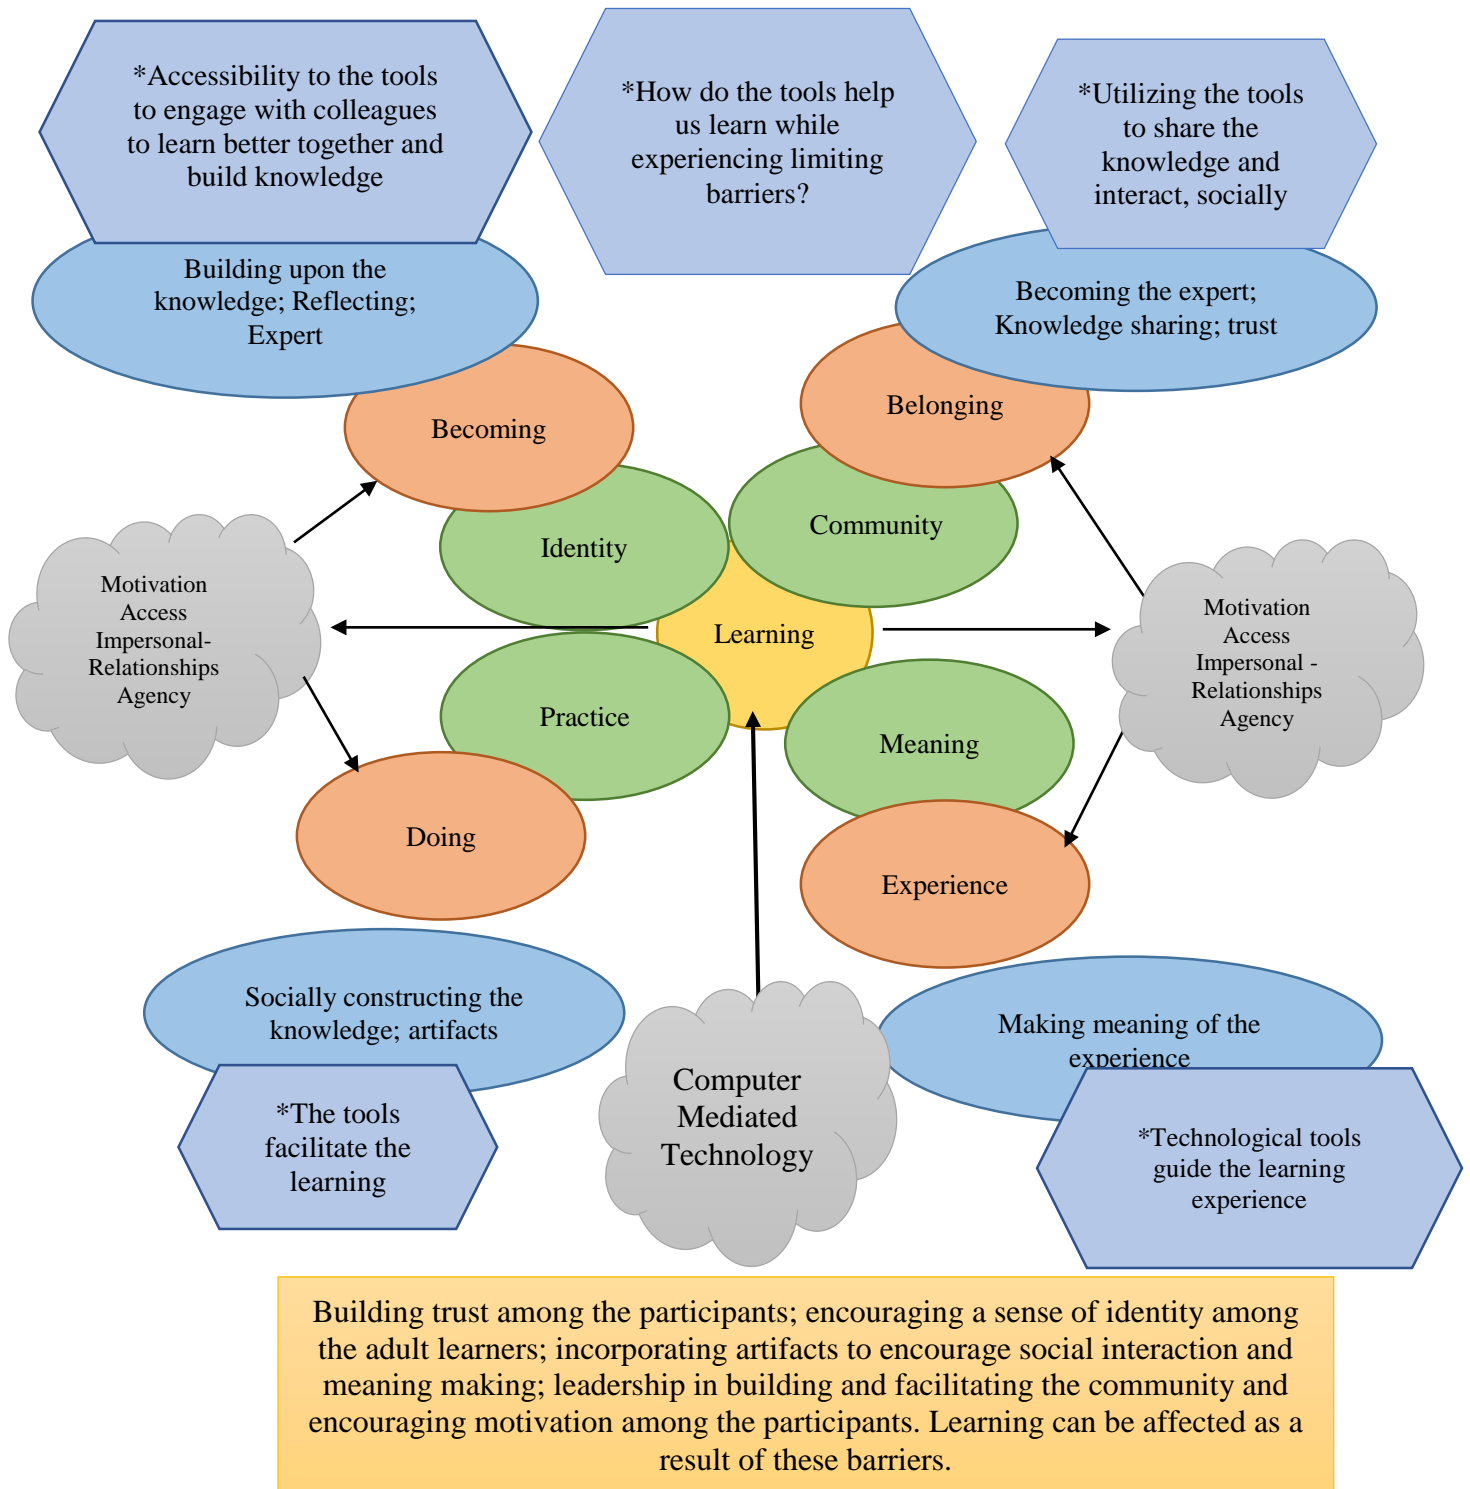 *Accessibility to the tools
to engage with colleagues
to learn better together and
build knowledge
*How do the tools help
us learn while
experiencing limiting
barriers?
*Utilizing the tools
to share the
knowledge and
interact, socially
Building upon the
knowledge; Reflecting;
Expert
Becoming the expert;
Knowledge sharing; trust
Becoming
Belonging
Identity
Community
Motivation
Access
Impersonal-
Relationships
Agency
Learning
Motivation
Access
Impersonal -
Relationships
Agency
Practice
Meaning
Doing
Experience
Socially constructing the
knowledge; artifacts
Making meaning of the
experience
*The tools
facilitate the
learning
Computer
Mediated
Technology
*Technological tools
guide the learning
experience
Building trust among the participants; encouraging a sense of identity among
the adult learners; incorporating artifacts to encourage social interaction and
meaning making; leadership in building and facilitating the community and
encouraging motivation among the participants. Learning can be affected as a
result of these barriers.